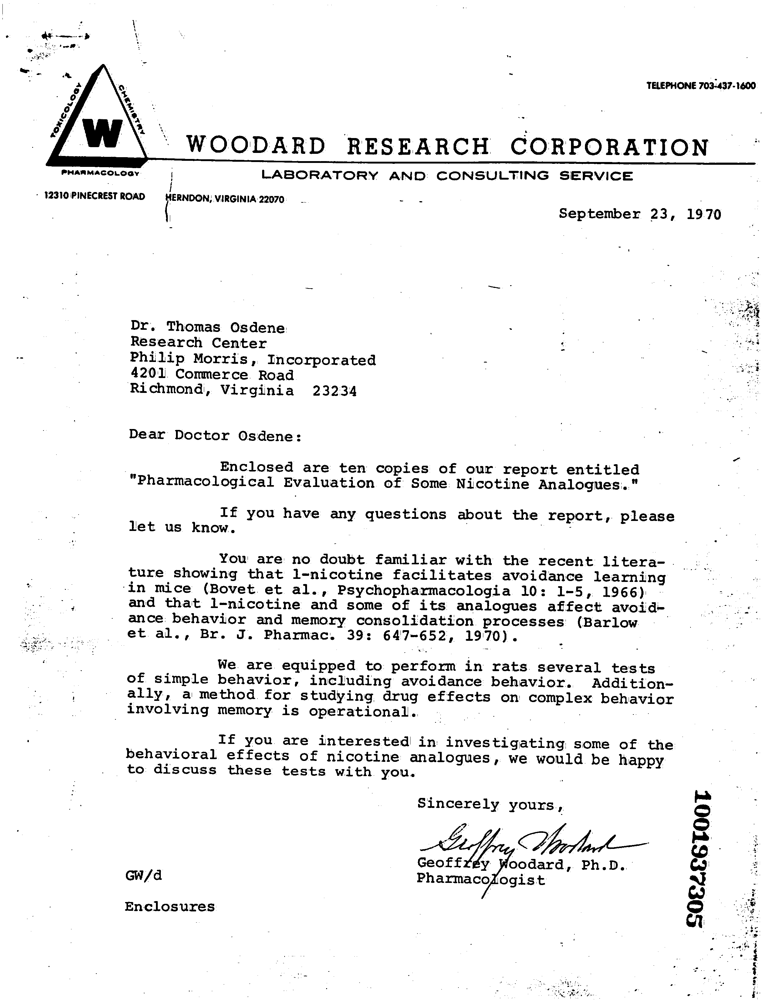 TELEPHONE 703-437-1600
TOXICOLOGY
CHEMISTRY
W
PHARMACOLOGY
WOODARD RESEARCH CORPORATION
LABORATORY AND CONSULTING SERVICE
12310 PINECREST ROAD HERNDON, VIRGINIA 22070
September 23, 1970
Dr. Thomas Osdene
Research Center
Philip Morris, Incorporated
4201 Commerce Road
Richmond, Virginia 23234
Dear Doctor Osdene:
Enclosed are ten copies of our report entitled
"Pharmacological Evaluation of Some Nicotine Analogues."
If you have any questions about the report, please
let us know.
You are no doubt familiar with the recent litera-
ture showing that l-nicotine facilitates avoidance learning
in mice (Bovet et al., Psychopharmacologia 10: 1-5, 1966)
and that l-nicotine and some of its analogues affect avoid-
ance behavior and memory consolidation processes (Barlow
et al., Br. J. Pharmac. 39: 647-652, 1970).
We are equipped to perform in rats several tests
of simple behavior, including avoidance behavior. Addition-
ally, a method for studying drug effects on complex behavior
involving memory is operational.
If you are interested in investigating some of the
behavioral effects of nicotine analogues, we would be happy
to discuss these tests with you.
Sincerely yours,
Geoffrey Woodard
Geoffrey Woodard, Ph.D.
Pharmacologist
GW/d
Enclosures
1001937305